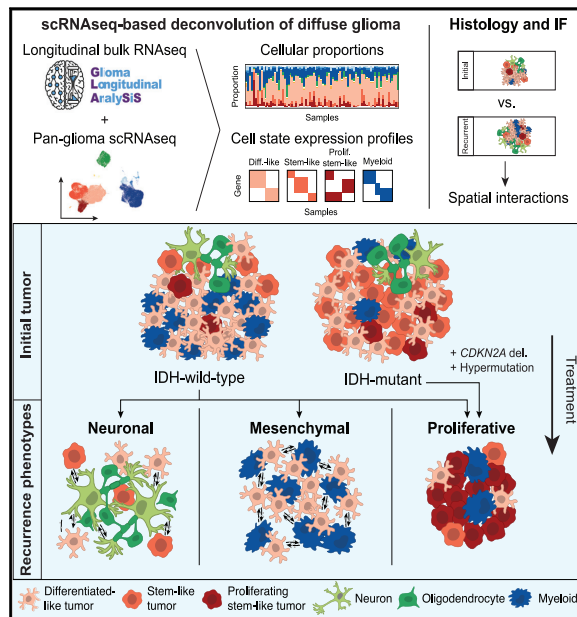 scRNAseq-based deconvolution of diffuse glioma
Longitudinal bulk RNAseq
Glioma
Longitudinal
AralySiS
+
Pan-glioma scRNAseq
Cellular proportions
Proportion
Samples
Cell state expression profiles
Diff.-like
Stem-like
Prolif.
stem-like
Myeloid
Gene
Samples
Histology and IF
Initial
vs.
Recurrent
Spatial interactions
Initial tumor
IDH-wild-type
IDH-mutant
+ CDKN2A del.
+ Hypermutation
Treatment
Recurrence phenotypes
Neuronal
Mesenchymal
Proliferative
Differentiated-
like tumor
Stem-like
tumor
Proliferating
stem-like tumor
Neuron
Oligodendrocyte
Myeloid